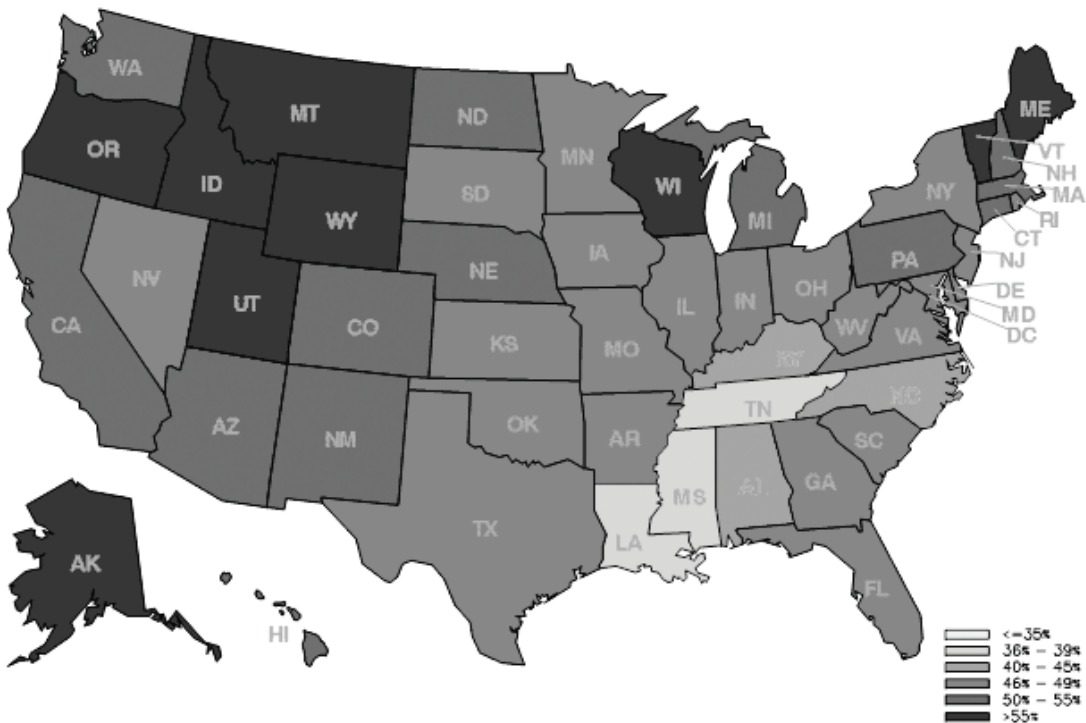 WA
MT
ND
MN
ME
OR
ID
WY
SD
WI
MI
NY
VT
NH
MA
RI
CT
NJ
NV
UT
NE
IA
PA
DE
MD
DC
CA
CO
KS
MO
IL
IN
OH
WV
VA
KY
AZ
NM
OK
AR
TN
NC
SC
TX
LA
MS
AL
GA
FL
AK
HI
<=35%
36% - 39%
40% - 45%
46% - 49%
50% - 55%
>55%